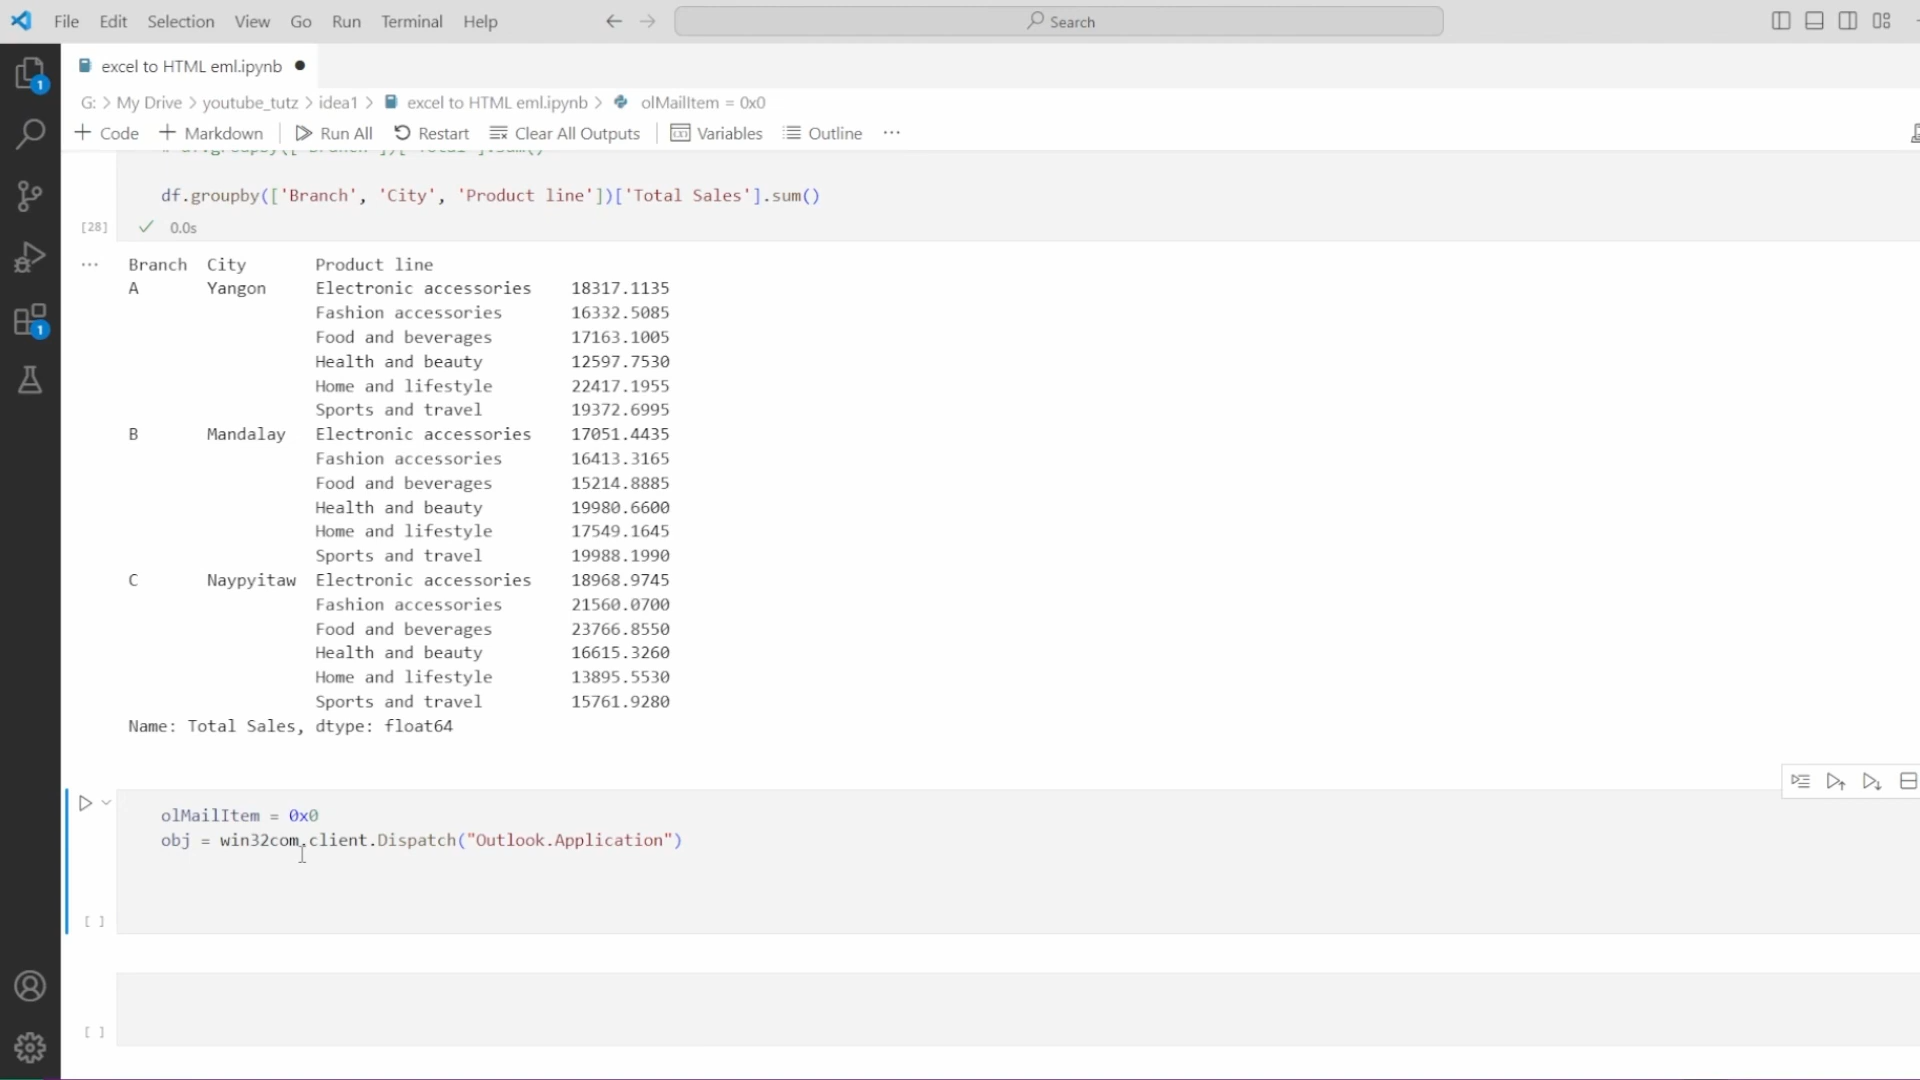 File Edit Selection View Go Run Terminal Help Search
excel to HTML eml.ipynb
G: > My Drive > youtube_tutz > idea1 > excel to HTML eml.ipynb > olMailItem = 0x0
+ Code + Markdown Run All Restart Clear All Outputs Variables Outline ...
# df.groupby(['Branch'])['Total'].sum()
df.groupby(['Branch', 'City', 'Product line'])['Total Sales'].sum()
[28] 0.0s
... Branch City Product line
A Yangon Electronic accessories 18317.1135
Fashion accessories 16332.5085
Food and beverages 17163.1005
Health and beauty 12597.7530
Home and lifestyle 22417.1955
Sports and travel 19372.6995
B Mandalay Electronic accessories 17051.4435
Fashion accessories 16413.3165
Food and beverages 15214.8885
Health and beauty 19980.6600
Home and lifestyle 17549.1645
Sports and travel 19988.1990
C Naypyitaw Electronic accessories 18968.9745
Fashion accessories 21560.0700
Food and beverages 23766.8550
Health and beauty 16615.3260
Home and lifestyle 13895.5530
Sports and travel 15761.9280
Name: Total Sales, dtype: float64
olMailItem = 0x0
obj = win32com.client.Dispatch("Outlook.Application")
[ ]
[ ]
1
1